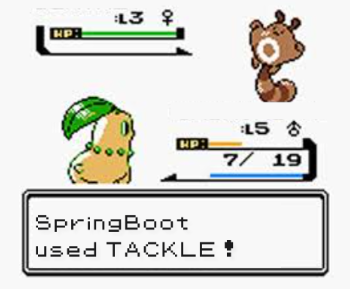 :L3 ♀
HP:
:L5 ♂
HP:
7/ 19
SpringBoot
used TACKLE!